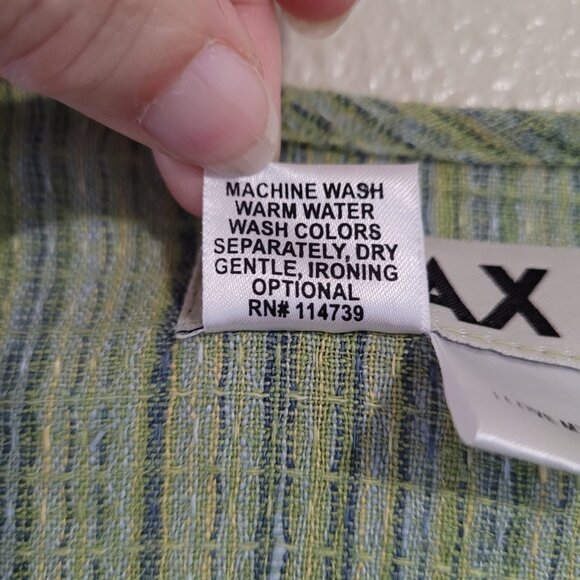 MACHINE WASH
WARM WATER
WASH COLORS
SEPARATELY, DRY
GENTLE, IRONING
OPTIONAL
RN# 114739
AX